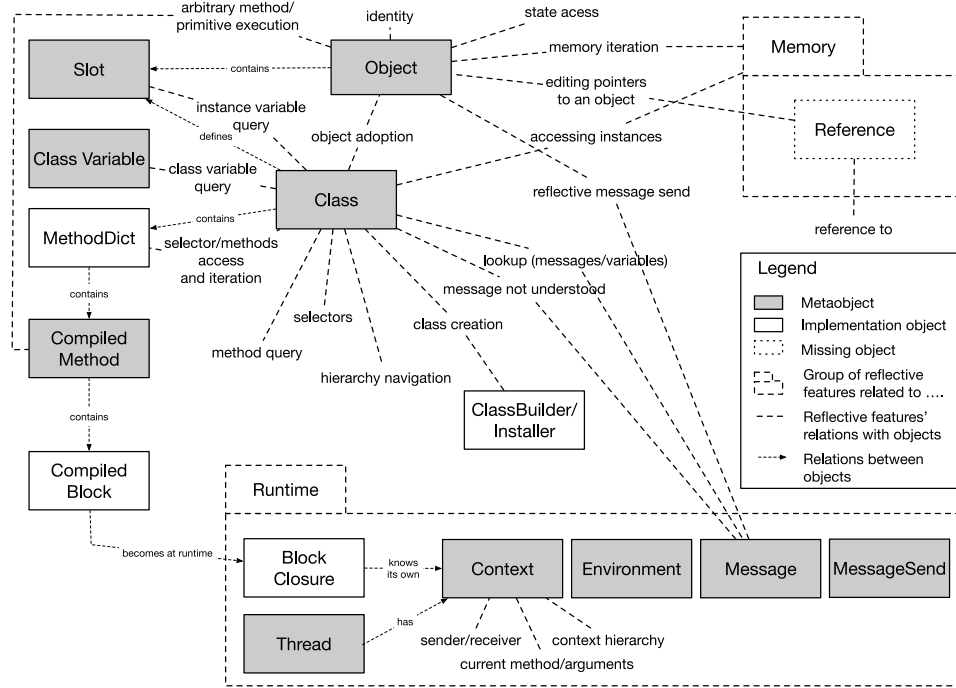 arbitrary method/
primitive execution
identity
state acess
memory iteration
Memory
Slot
contains
Object
editing pointers
to an object
Reference
instance variable
query
defines
object adoption
accessing instances
Class Variable
class variable
query
Class
reflective message send
reference to
MethodDict
contains
selector/methods
access
and iteration
lookup (messages/variables)
message not understood
contains
selectors
class creation
method query
hierarchy navigation
Compiled
Method
ClassBuilder/
Installer
contains
Compiled
Block
Legend
Metaobject
Implementation object
Missing object
Group of reflective
features related to ....
Reflective features'
relations with objects
Relations between
objects
Runtime
becomes at runtime
Block
Closure
knows
its own
Context
Environment
Message
MessageSend
Thread
has
sender/receiver
context hierarchy
current method/arguments